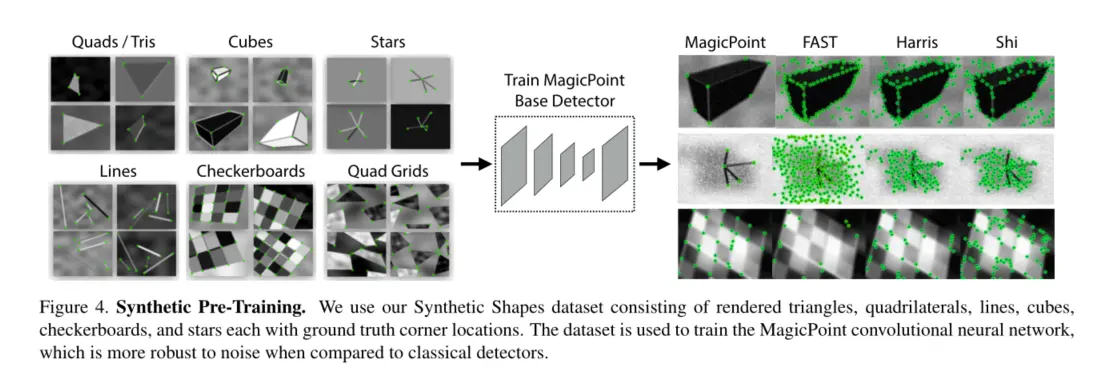 Quads / Tris
Cubes
Stars
Lines
Checkerboards
Quad Grids
Train MagicPoint
Base Detector
MagicPoint
FAST
Harris
Shi
Figure 4. Synthetic Pre-Training. We use our Synthetic Shapes dataset consisting of rendered triangles, quadrilaterals, lines, cubes,
checkerboards, and stars each with ground truth corner locations. The dataset is used to train the MagicPoint convolutional neural network,
which is more robust to noise when compared to classical detectors.